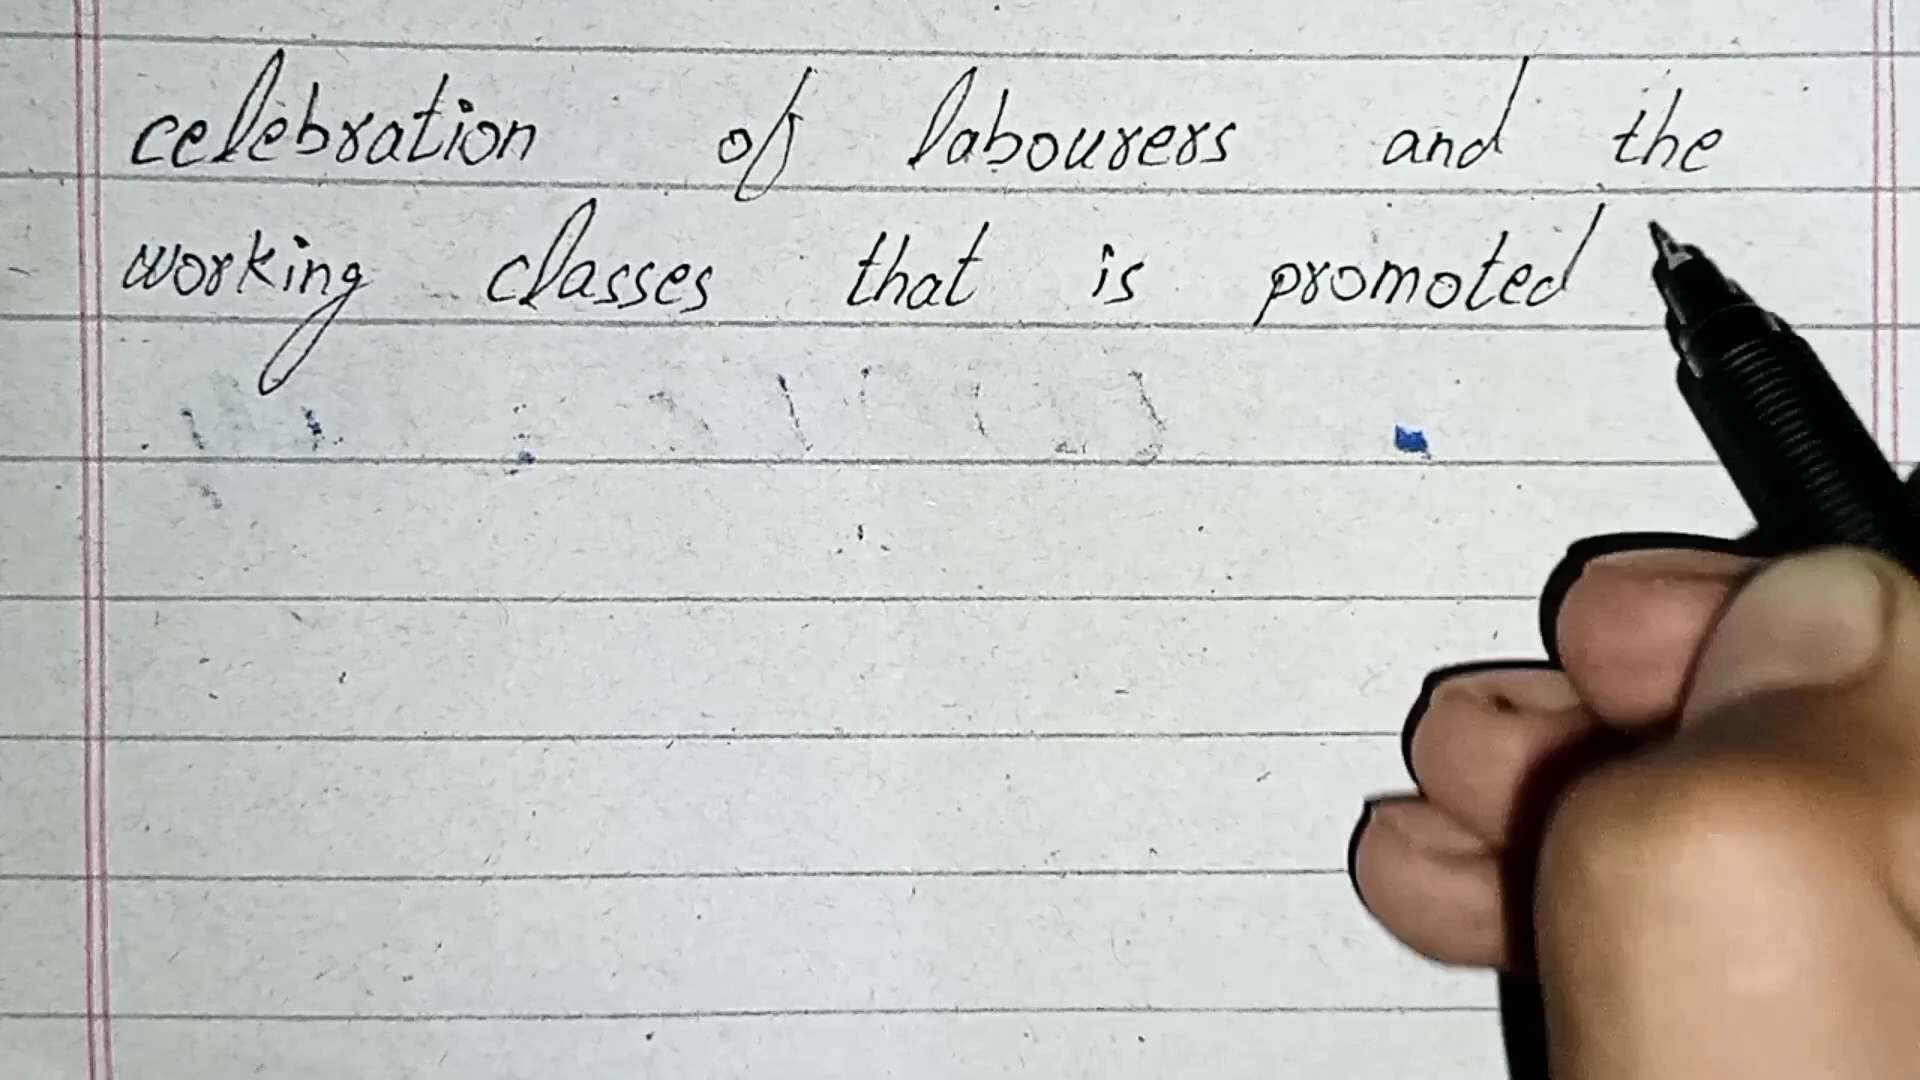 celebration of labourers and the
working classes that is promoted